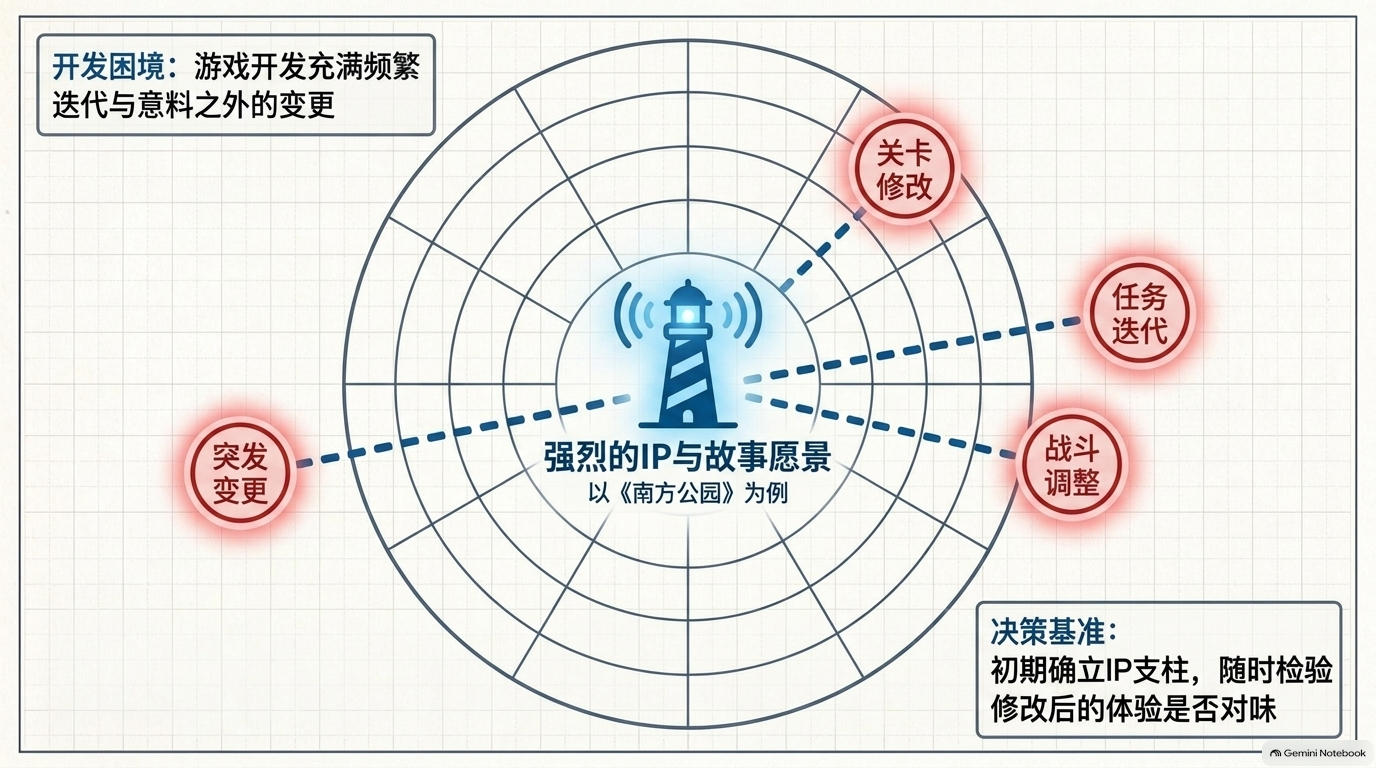 开发困境：游戏开发充满频繁
迭代与意料之外的变更
关卡
修改
任务
迭代
突发
变更
战斗
调整
强烈的IP与故事愿景
以《南方公园》为例
决策基准：
初期确立IP支柱，随时检验
修改后的体验是否对味
Gemini Notebook